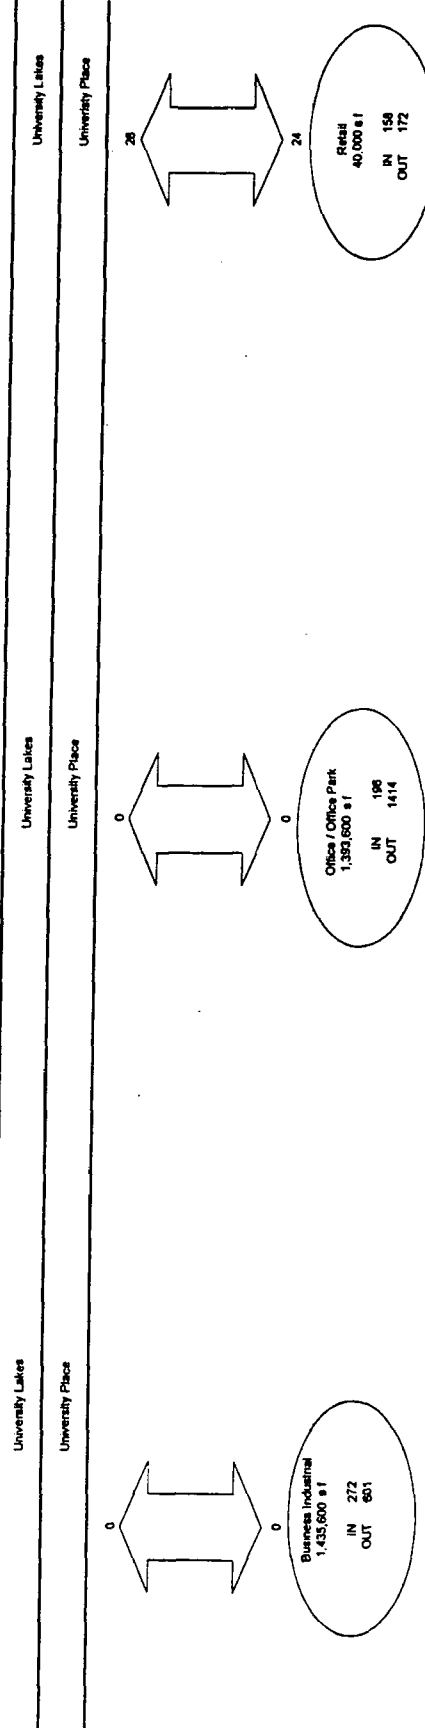 University Lakes
University Place
0
0
Business Industrial
1,435,600 s f
IN 272
OUT 601
University Lakes
University Place
0
0
Office / Office Park
1,393,600 s f
IN 196
OUT 1414
University Lakes
Univeristy Place
26
24
Retail
40,000 s f
IN 158
OUT 172